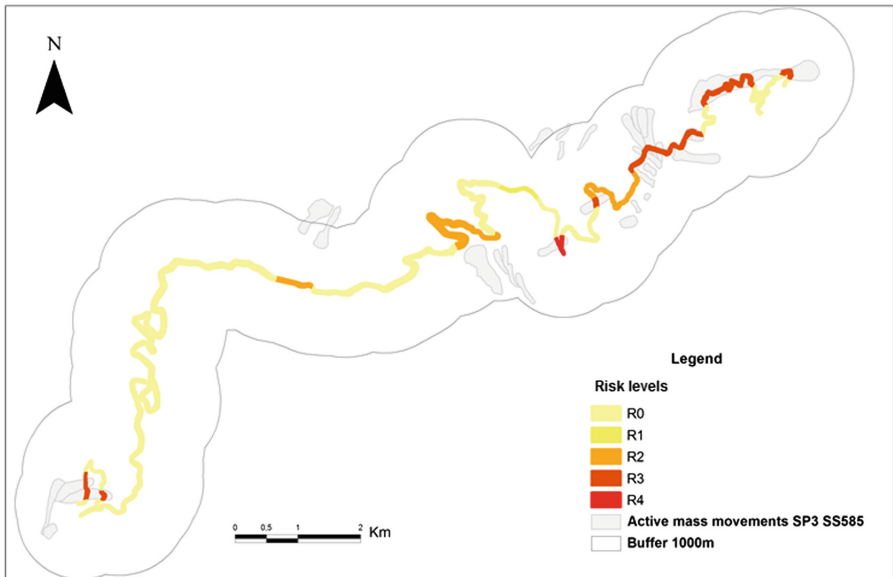 N
Legend
Risk levels
R0
R1
R2
R3
R4
Active mass movements SP3 SS585
Buffer 1000m
0 0.5 1 2 Km